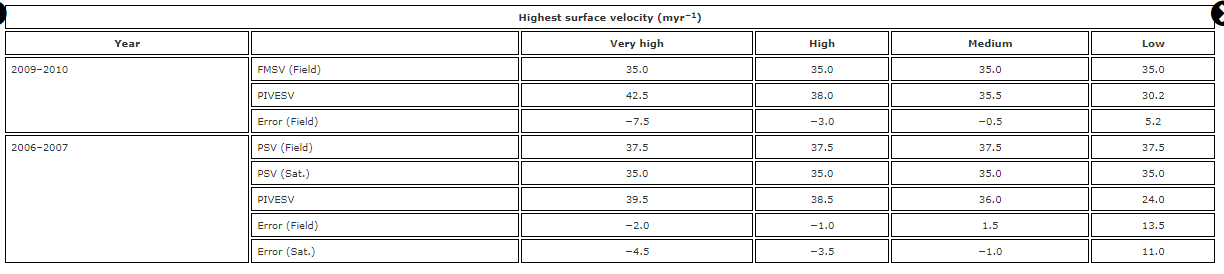 Highest surface velocity (myr−1)
Year Very high High Medium Low
2009–2010 FMSV (Field) 35.0 35.0 35.0 35.0
PIVESV 42.5 38.0 35.5 30.2
Error (Field) −7.5 −3.0 −0.5 5.2
2006–2007 PSV (Field) 37.5 37.5 37.5 37.5
PSV (Sat.) 35.0 35.0 35.0 35.0
PIVESV 39.5 38.5 36.0 24.0
Error (Field) −2.0 −1.0 1.5 13.5
Error (Sat.) −4.5 −3.5 −1.0 11.0